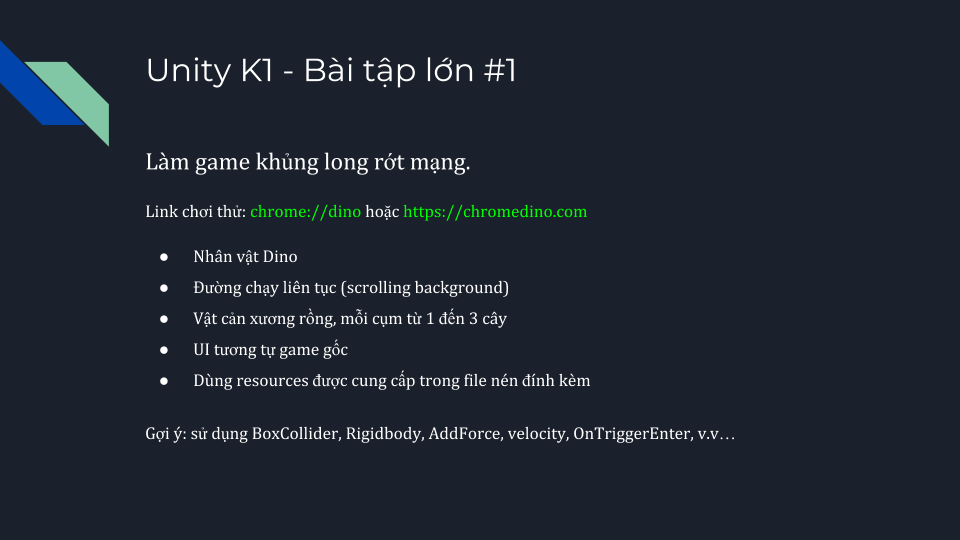 Unity K1 - Bài tập lớn #1
Làm game khủng long rớt mạng.
Link chơi thử: chrome://dino hoặc https://chromedino.com
● Nhân vật Dino
● Đường chạy liên tục (scrolling background)
● Vật cản xương rồng, mỗi cụm từ 1 đến 3 cây
● UI tương tự game gốc
● Dùng resources được cung cấp trong file nén đính kèm
Gợi ý: sử dụng BoxCollider, Rigidbody, AddForce, velocity, OnTriggerEnter, v.v…